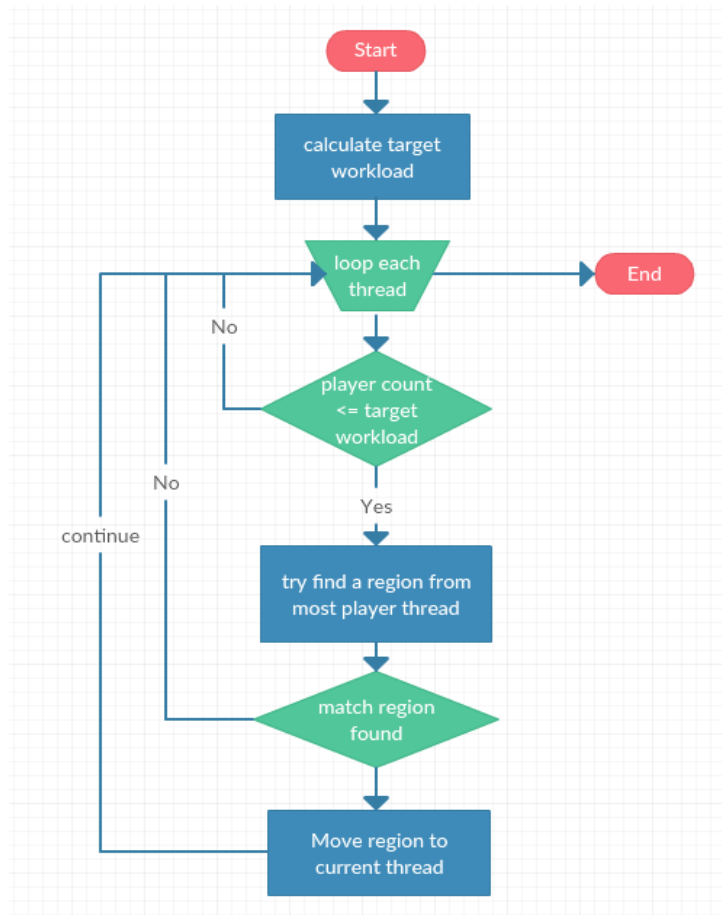 Start
calculate target
workload
loop each
thread
End
No
player count
<= target
workload
No
Yes
continue
try find a region from
most player thread
match region
found
Move region to
current thread